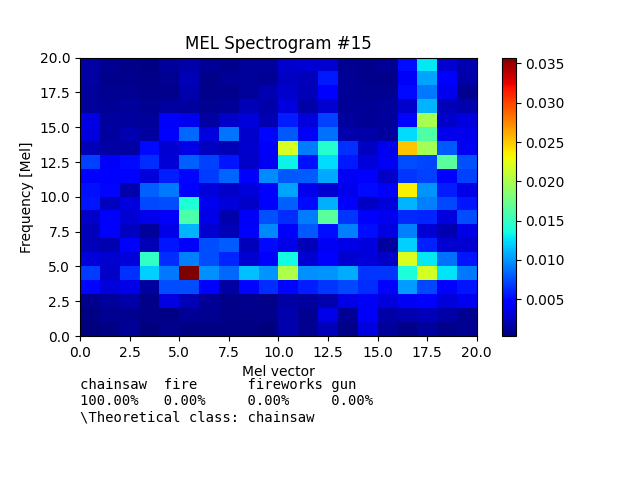 MEL Spectrogram #15
20.0
17.5
15.0
12.5
10.0
7.5
5.0
2.5
0.0
Frequency [Mel]
0.0 2.5 5.0 7.5 10.0 12.5 15.0 17.5 20.0
Mel vector
0.035
0.030
0.025
0.020
0.015
0.010
0.005
chainsaw fire fireworks gun
100.00% 0.00% 0.00% 0.00%
\Theoretical class: chainsaw